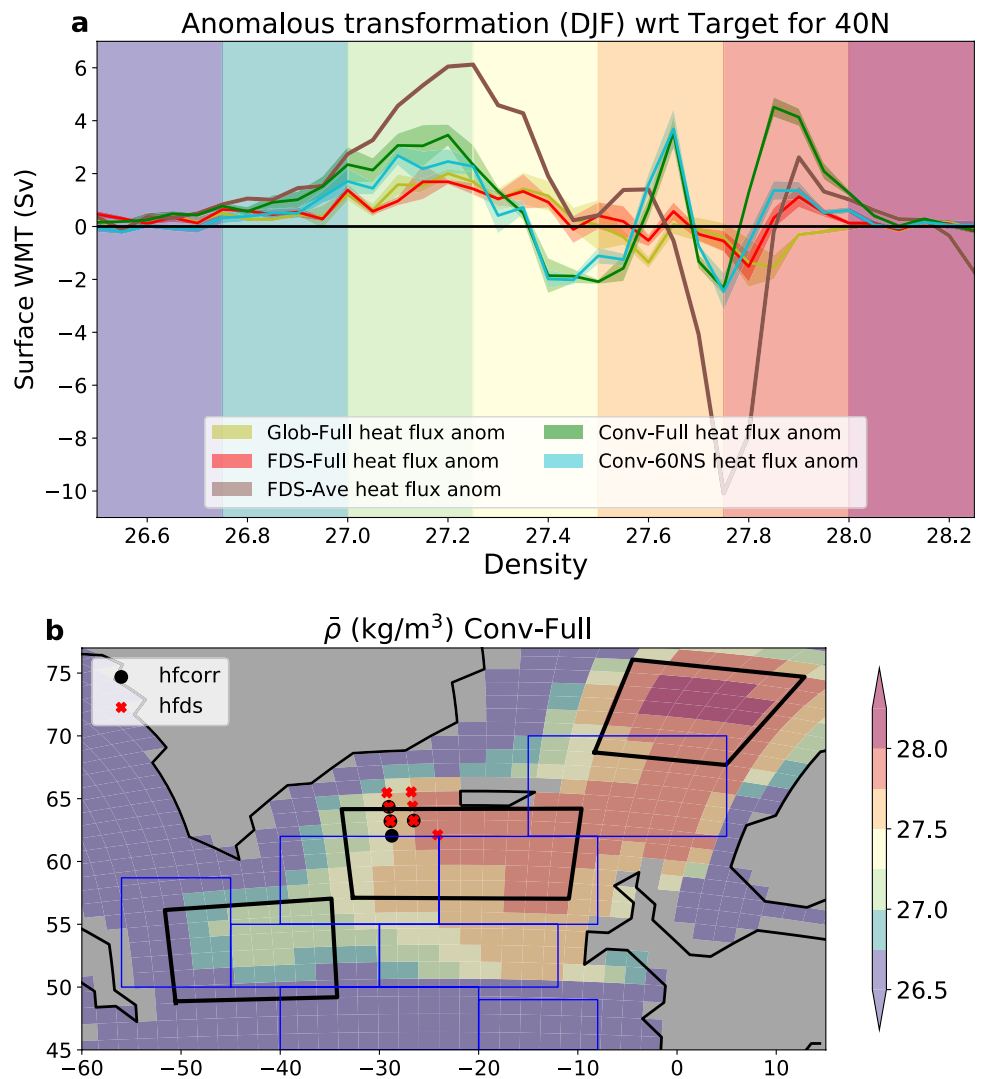 a Anomalous transformation (DJF) wrt Target for 40N
Surface WMT (Sv)
6
4
2
0
−2
−4
−6
−8
−10
Glob-Full heat flux anom
FDS-Full heat flux anom
FDS-Ave heat flux anom
Conv-Full heat flux anom
Conv-60NS heat flux anom
26.6 26.8 27.0 27.2 27.4 27.6 27.8 28.0 28.2
Density
b ρ̄ (kg/m³) Conv-Full
hfcorr
hfds
75
70
65
60
55
50
45
−60 −50 −40 −30 −20 −10 0 10
28.0
27.5
27.0
26.5